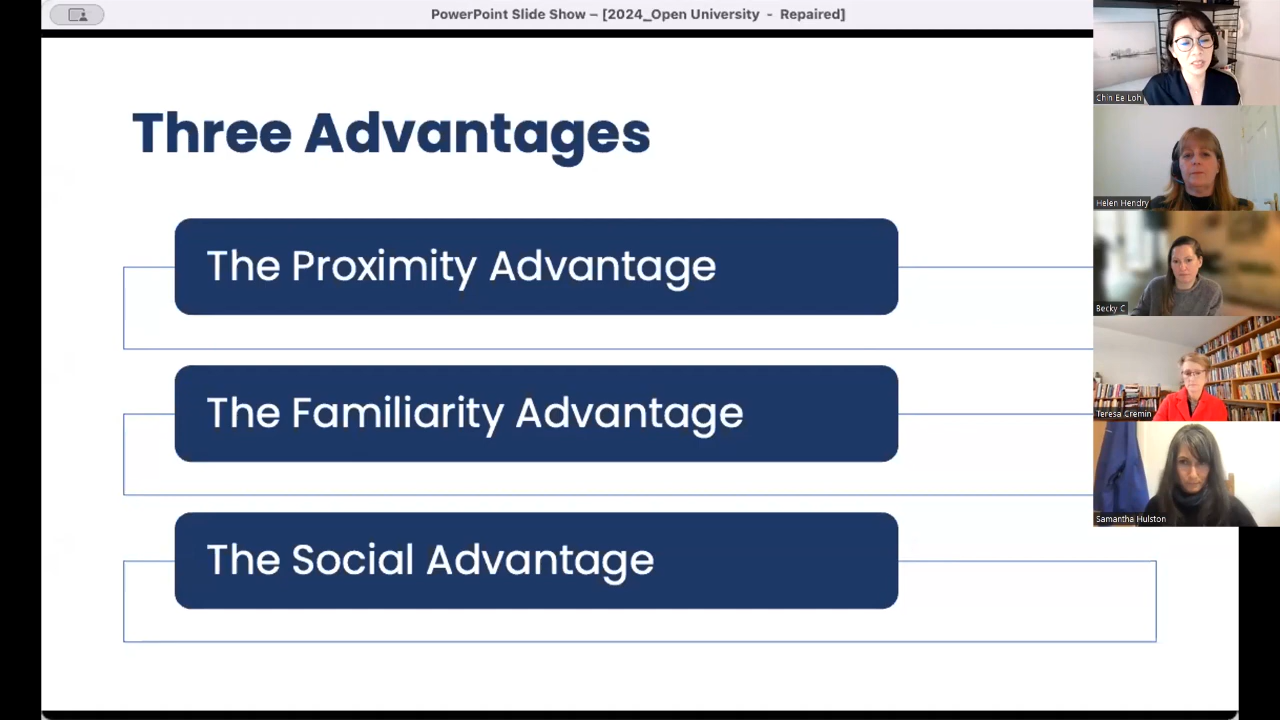 PowerPoint Slide Show – [2024_Open University - Repaired]
Three Advantages
The Proximity Advantage
The Familiarity Advantage
The Social Advantage
Chin Ee Loh
Helen Hendry
Becky C
Teresa Cremin
Samantha Hulston